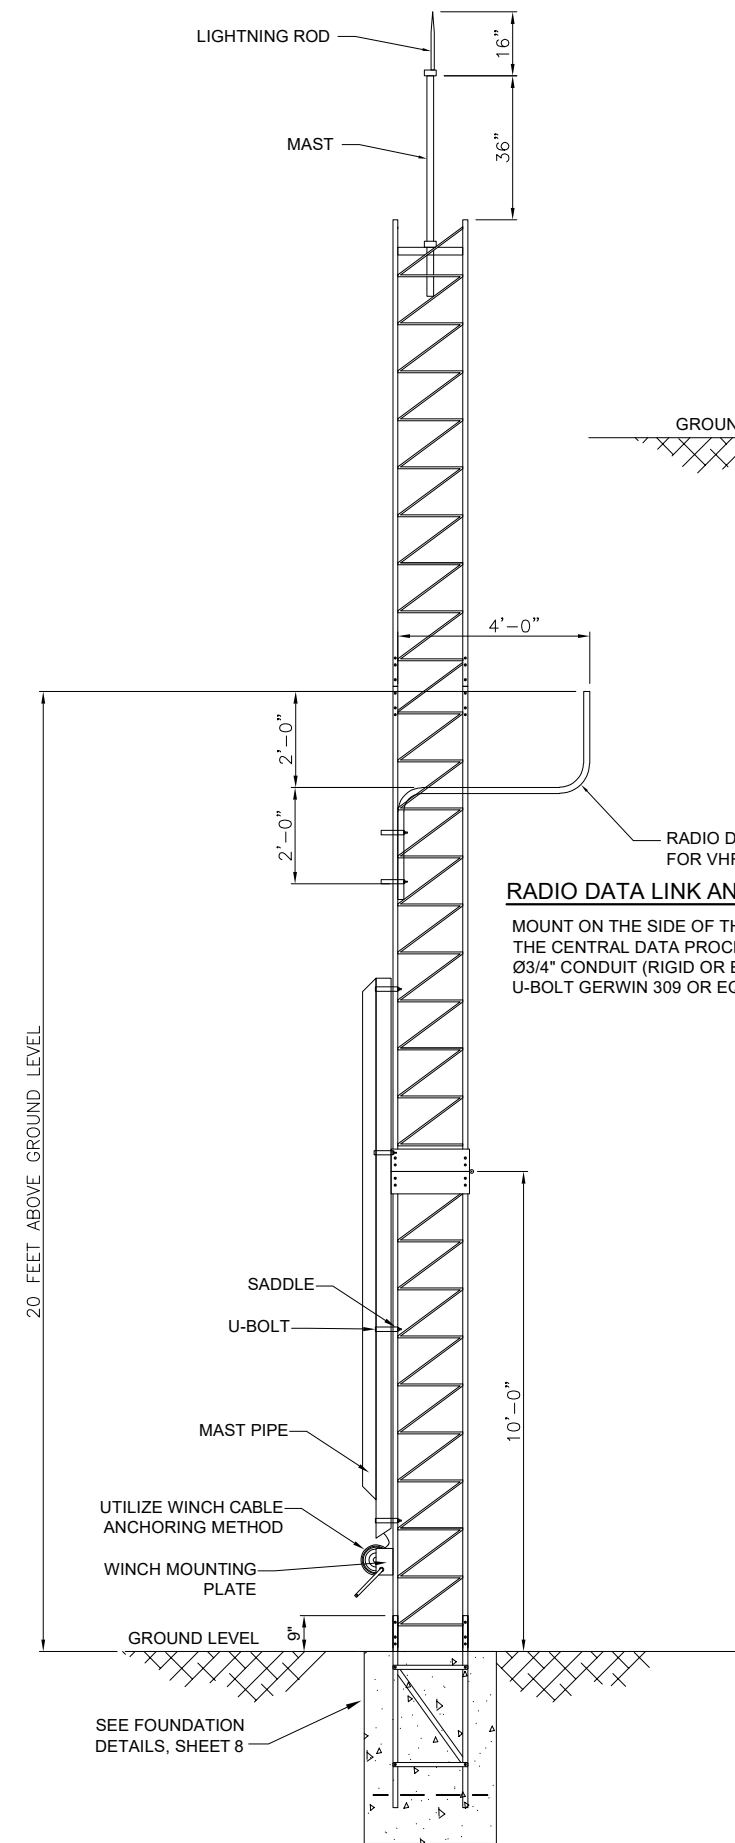 LIGHTNING ROD
16"
MAST
36"
GROUN
4'-0"
2'-0"
2'-0"
RADIO D
FOR VHF
RADIO DATA LINK AN
MOUNT ON THE SIDE OF TH
THE CENTRAL DATA PROCE
Ø3/4" CONDUIT (RIGID OR E
U-BOLT GERWIN 309 OR EQ
20 FEET ABOVE GROUND LEVEL
SADDLE
U-BOLT
10'-0"
MAST PIPE
UTILIZE WINCH CABLE
ANCHORING METHOD
WINCH MOUNTING
PLATE
9"
GROUND LEVEL
SEE FOUNDATION
DETAILS, SHEET 8